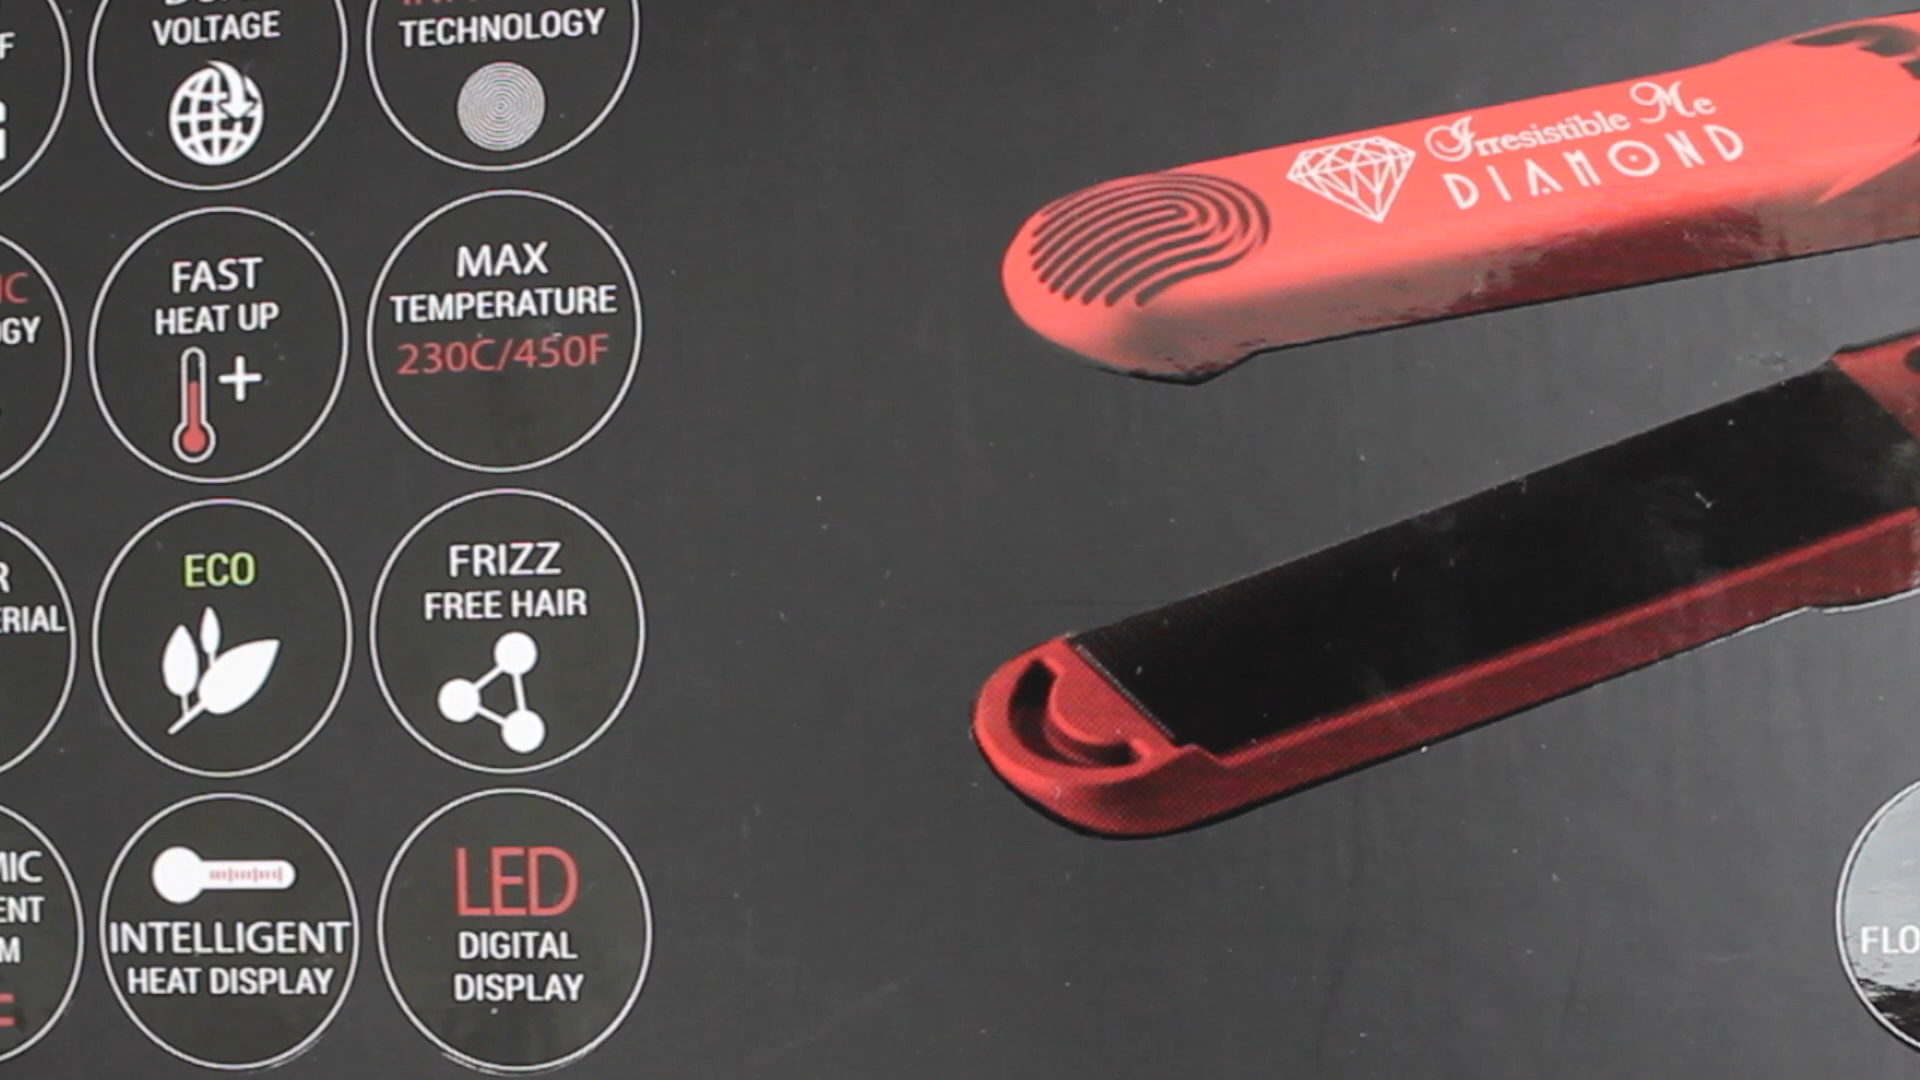 VOLTAGE
TECHNOLOGY
Irresistible Me
DIAMOND
FAST
HEAT UP
MAX
TEMPERATURE
230C/450F
ECO
FRIZZ
FREE HAIR
INTELLIGENT
HEAT DISPLAY
LED
DIGITAL
DISPLAY